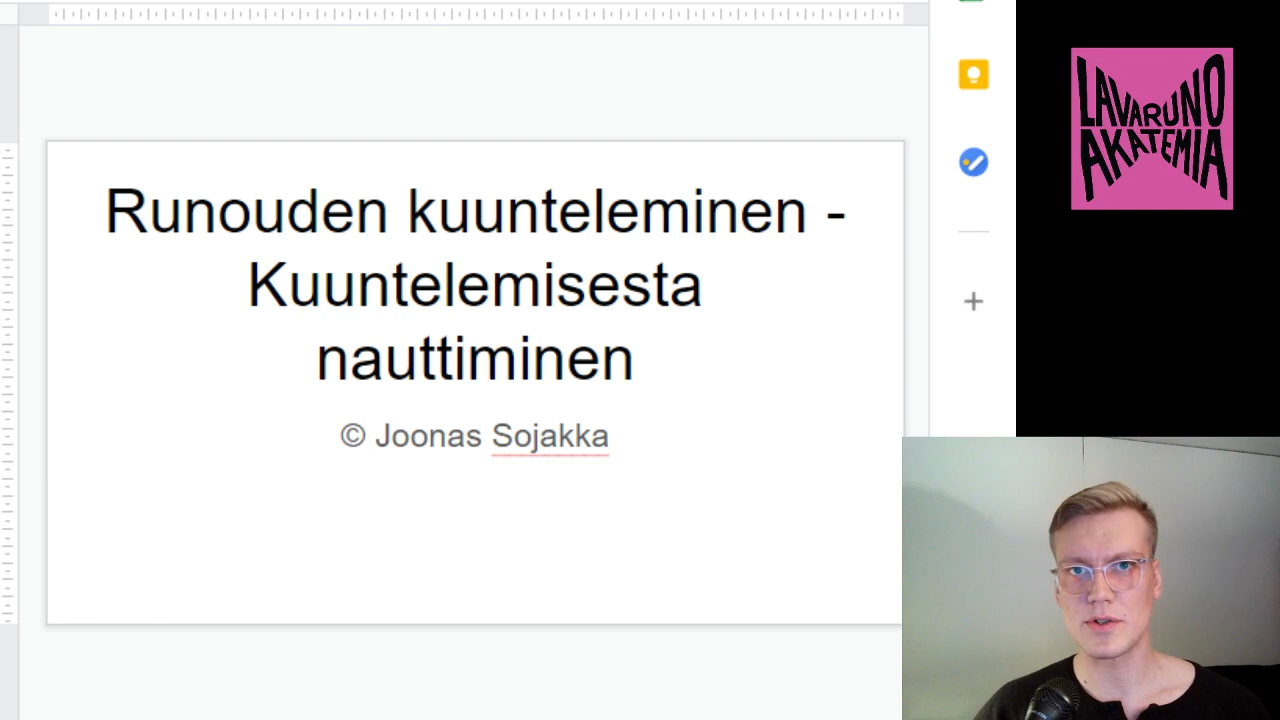 Runouden kuunteleminen -
Kuuntelemisesta
nauttiminen
© Joonas Sojakka
LAVARUNO
AKATEMIA